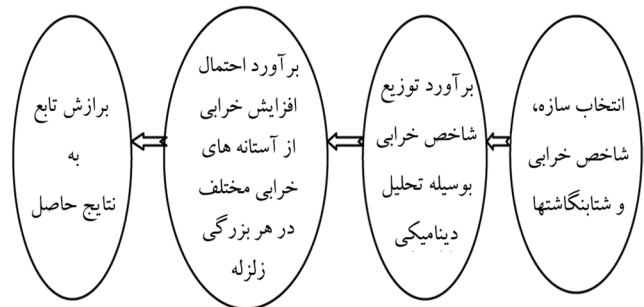 انتخاب سازه،
شاخص خرابی
و شتابنگاشتها
برآورد توزیع
شاخص خرابی
بوسیله تحلیل
دینامیکی
برآورد احتمال
افزایش خرابی
از آستانه های
خرابی مختلف
در هر بزرگی
زلزله
برازش تابع
به
نتایج حاصل